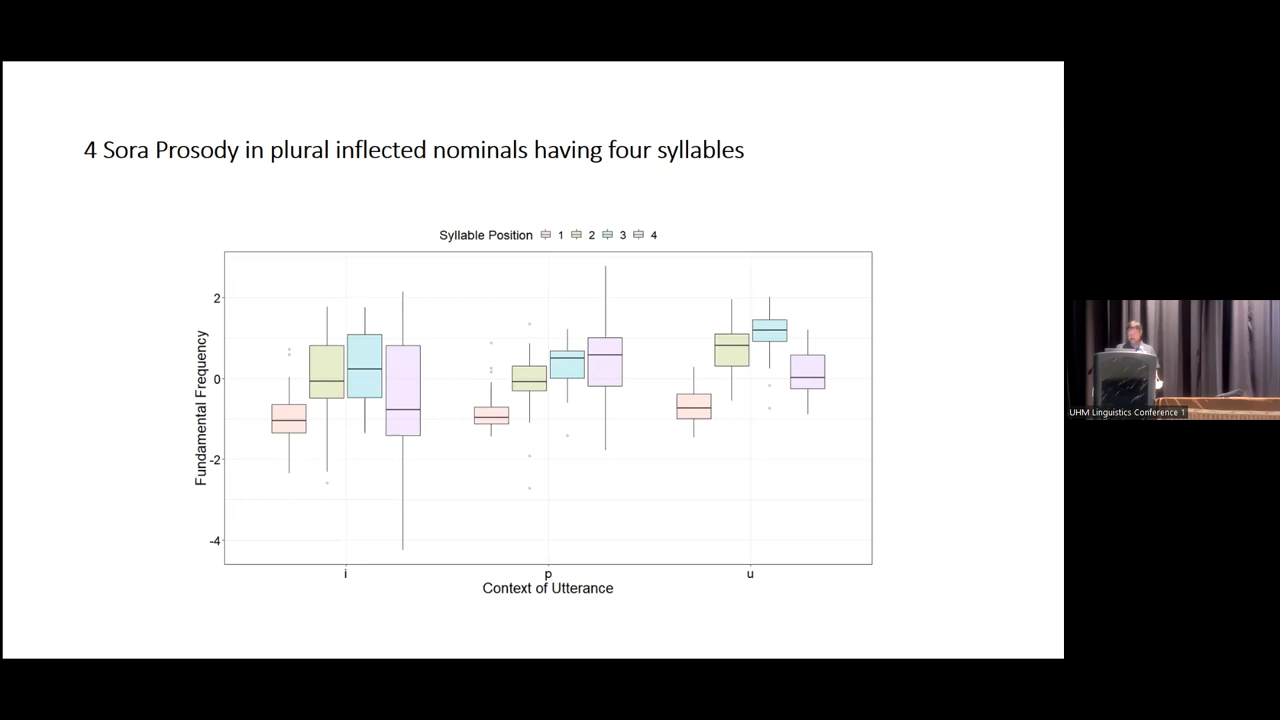 4 Sora Prosody in plural inflected nominals having four syllables
Syllable Position 1 2 3 4
Fundamental Frequency
2
0
-2
-4
i p u
Context of Utterance
UHM Linguistics Conference 1